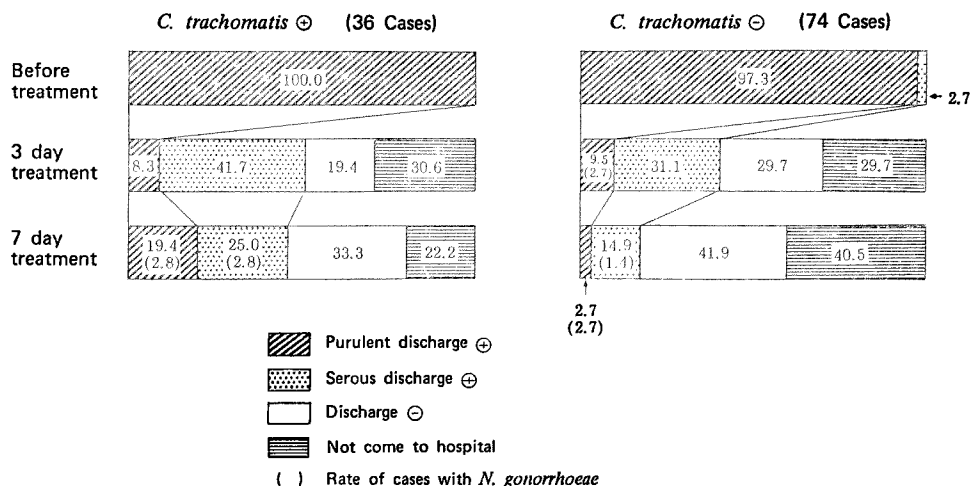 C. trachomatis ⊕ (36 Cases)
C. trachomatis ⊖ (74 Cases)
Before treatment
100.0
97.3
2.7
3 day treatment
8.3
41.7
19.4
30.6
9.5
(2.7)
31.1
29.7
29.7
7 day treatment
19.4
(2.8)
25.0
(2.8)
33.3
22.2
14.9
(1.4)
41.9
40.5
2.7
(2.7)
Purulent discharge ⊕
Serous discharge ⊕
Discharge ⊖
Not come to hospital
( ) Rate of cases with N. gonorrhoeae